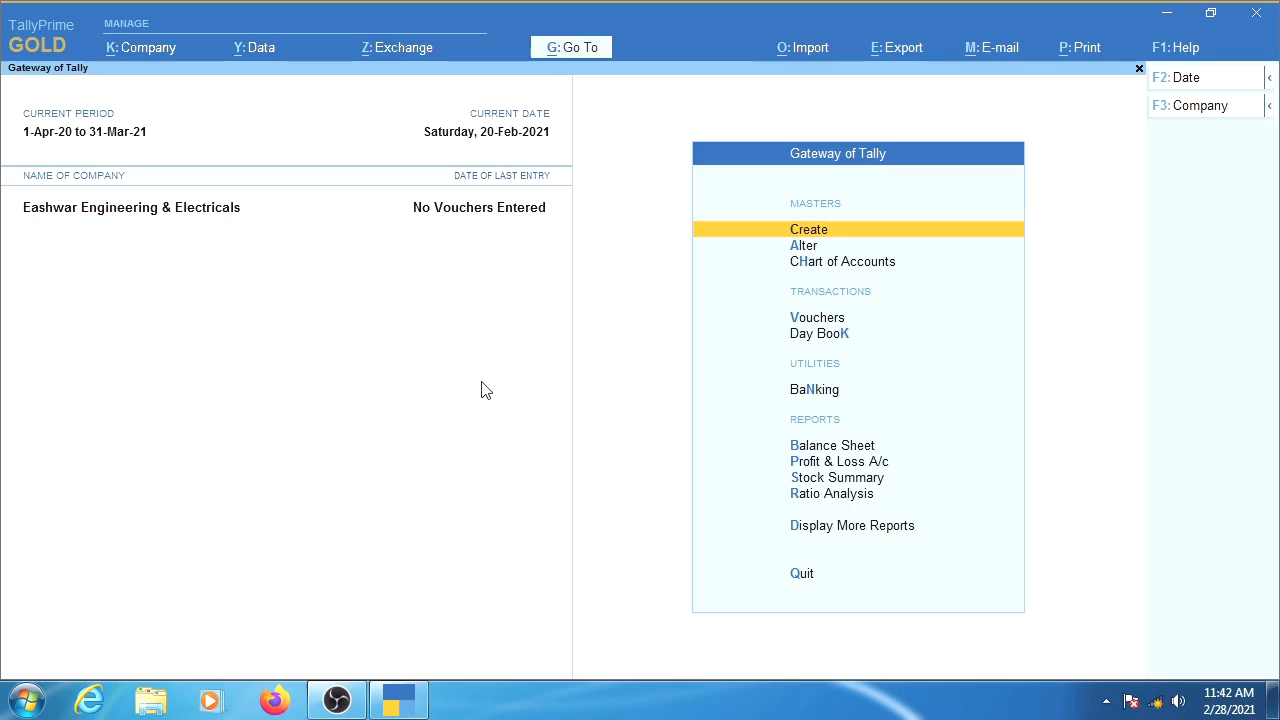 TallyPrime
GOLD
MANAGE
K: Company
Y: Data
Z: Exchange
G: Go To
O: Import
E: Export
M: E-mail
P: Print
F1: Help
Gateway of Tally
F2: Date
F3: Company
CURRENT PERIOD
CURRENT DATE
1-Apr-20 to 31-Mar-21
Saturday, 20-Feb-2021
NAME OF COMPANY
DATE OF LAST ENTRY
Eashwar Engineering & Electricals
No Vouchers Entered
Gateway of Tally
MASTERS
Create
Alter
CHart of Accounts
TRANSACTIONS
Vouchers
Day BooK
UTILITIES
BaNking
REPORTS
Balance Sheet
Profit & Loss A/c
Stock Summary
Ratio Analysis
Display More Reports
Quit
11:42 AM
2/28/2021